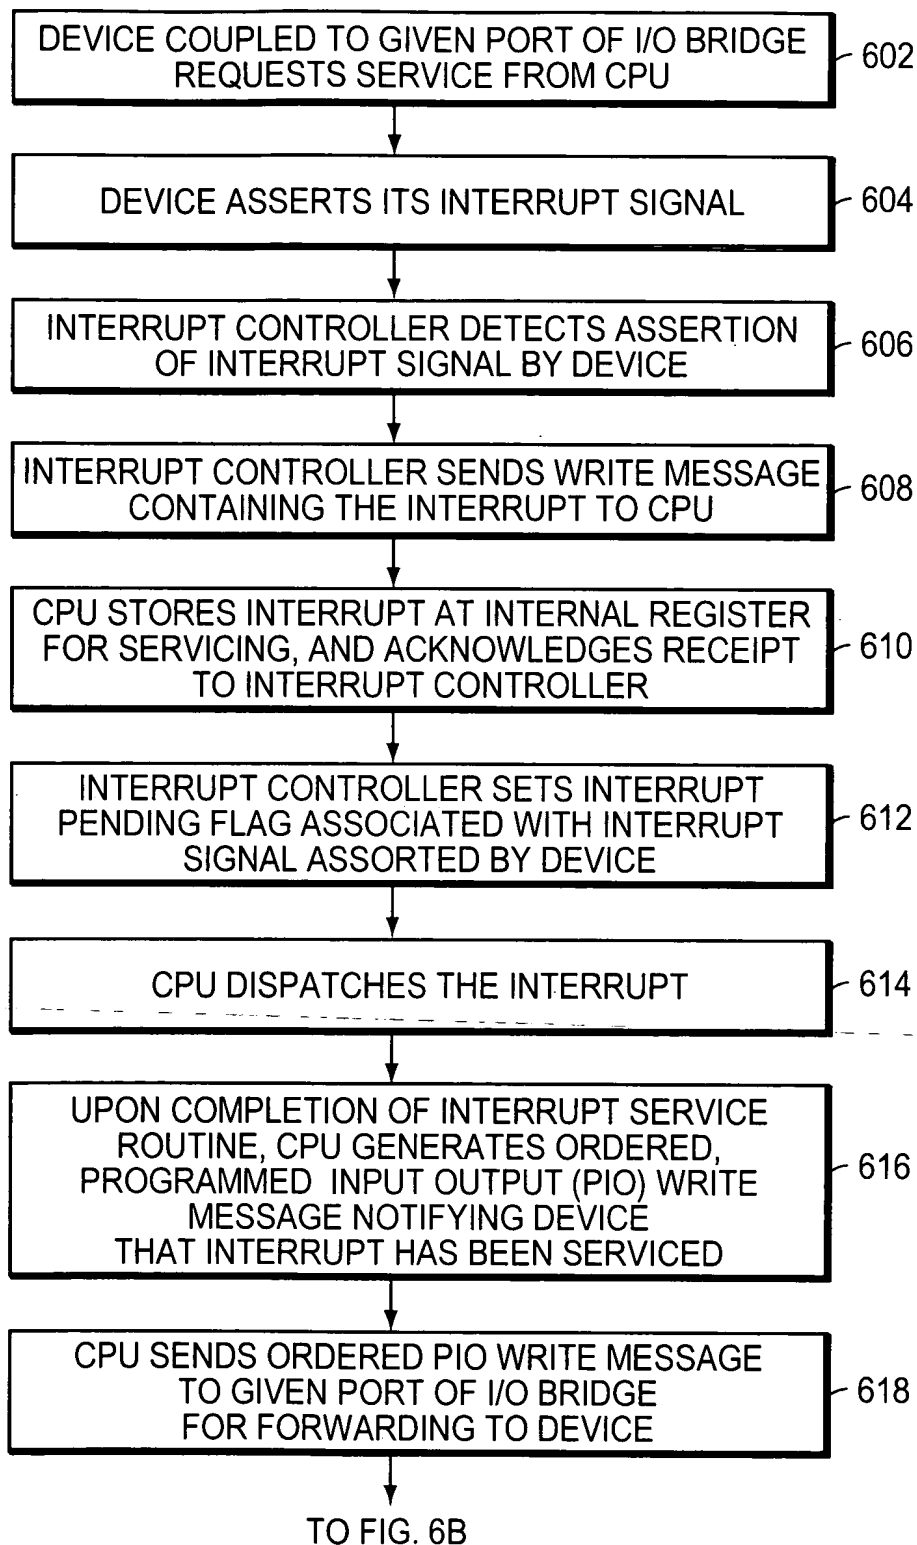 DEVICE COUPLED TO GIVEN PORT OF I/O BRIDGE
REQUESTS SERVICE FROM CPU
602
DEVICE ASSERTS ITS INTERRUPT SIGNAL
604
INTERRUPT CONTROLLER DETECTS ASSERTION
OF INTERRUPT SIGNAL BY DEVICE
606
INTERRUPT CONTROLLER SENDS WRITE MESSAGE
CONTAINING THE INTERRUPT TO CPU
608
CPU STORES INTERRUPT AT INTERNAL REGISTER
FOR SERVICING, AND ACKNOWLEDGES RECEIPT
TO INTERRUPT CONTROLLER
610
INTERRUPT CONTROLLER SETS INTERRUPT
PENDING FLAG ASSOCIATED WITH INTERRUPT
SIGNAL ASSORTED BY DEVICE
612
CPU DISPATCHES THE INTERRUPT
614
UPON COMPLETION OF INTERRUPT SERVICE
ROUTINE, CPU GENERATES ORDERED,
PROGRAMMED INPUT OUTPUT (PIO) WRITE
MESSAGE NOTIFYING DEVICE
THAT INTERRUPT HAS BEEN SERVICED
616
CPU SENDS ORDERED PIO WRITE MESSAGE
TO GIVEN PORT OF I/O BRIDGE
FOR FORWARDING TO DEVICE
618
TO FIG. 6B